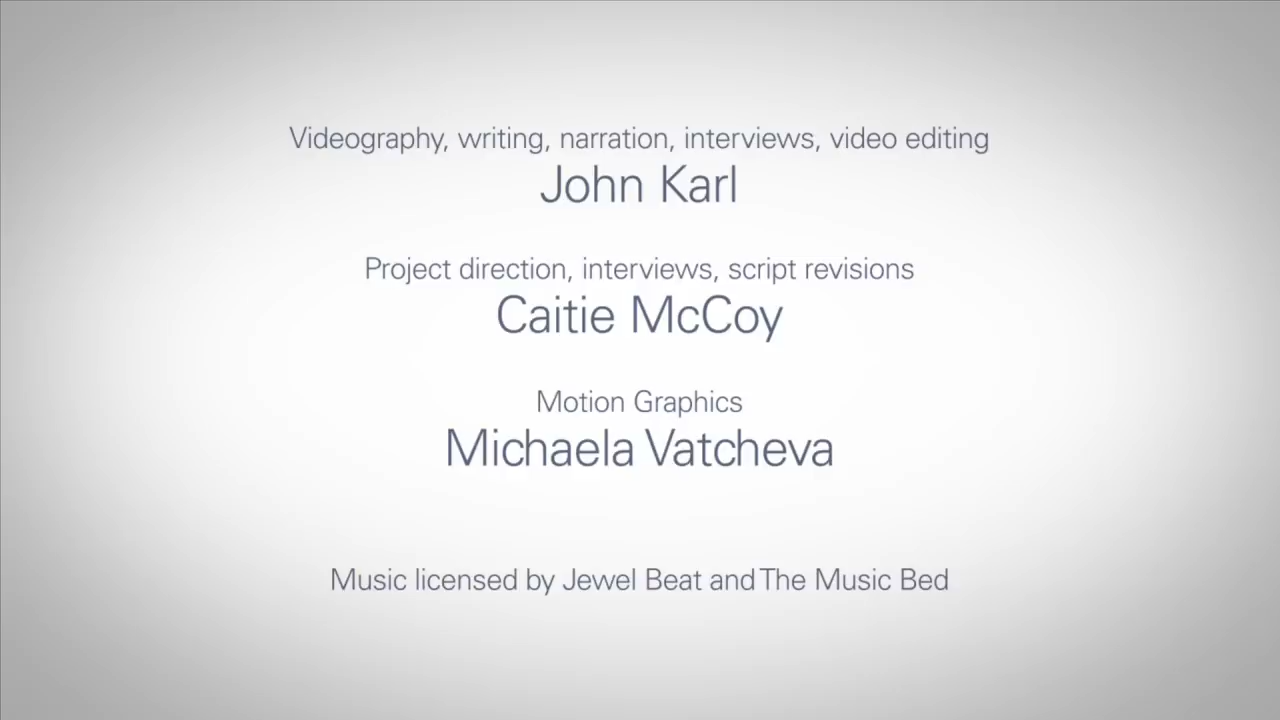 Videography, writing, narration, interviews, video editing
John Karl
Project direction, interviews, script revisions
Caitie McCoy
Motion Graphics
Michaela Vatcheva
Music licensed by Jewel Beat and The Music Bed